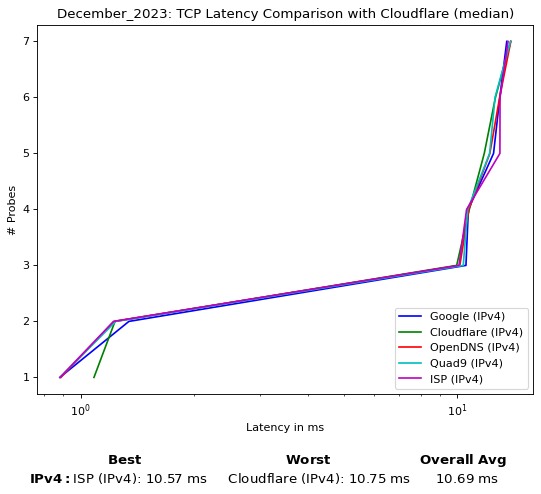 December_2023: TCP Latency Comparison with Cloudflare (median)
7
6
5
4
3
2
1
# Probes
10⁰
10¹
Latency in ms
Google (IPv4)
Cloudflare (IPv4)
OpenDNS (IPv4)
Quad9 (IPv4)
ISP (IPv4)
Best Worst Overall Avg
IPv4: ISP (IPv4): 10.57 ms Cloudflare (IPv4): 10.75 ms 10.69 ms